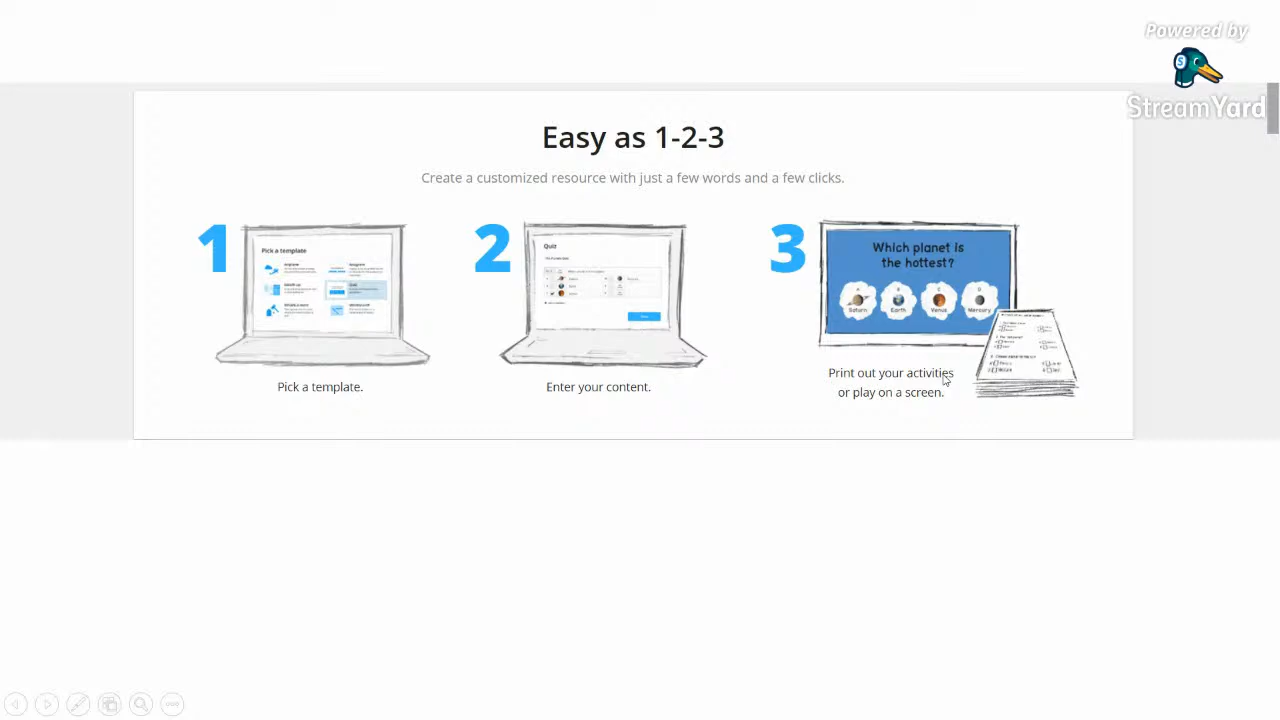 Powered by
StreamYard
Easy as 1-2-3
Create a customized resource with just a few words and a few clicks.
1
Pick a template
Pick a template.
2
Quiz
Enter your content.
3
Which planet is
the hottest?
A B C D
Saturn Earth Venus Mercury
Print out your activities
or play on a screen.